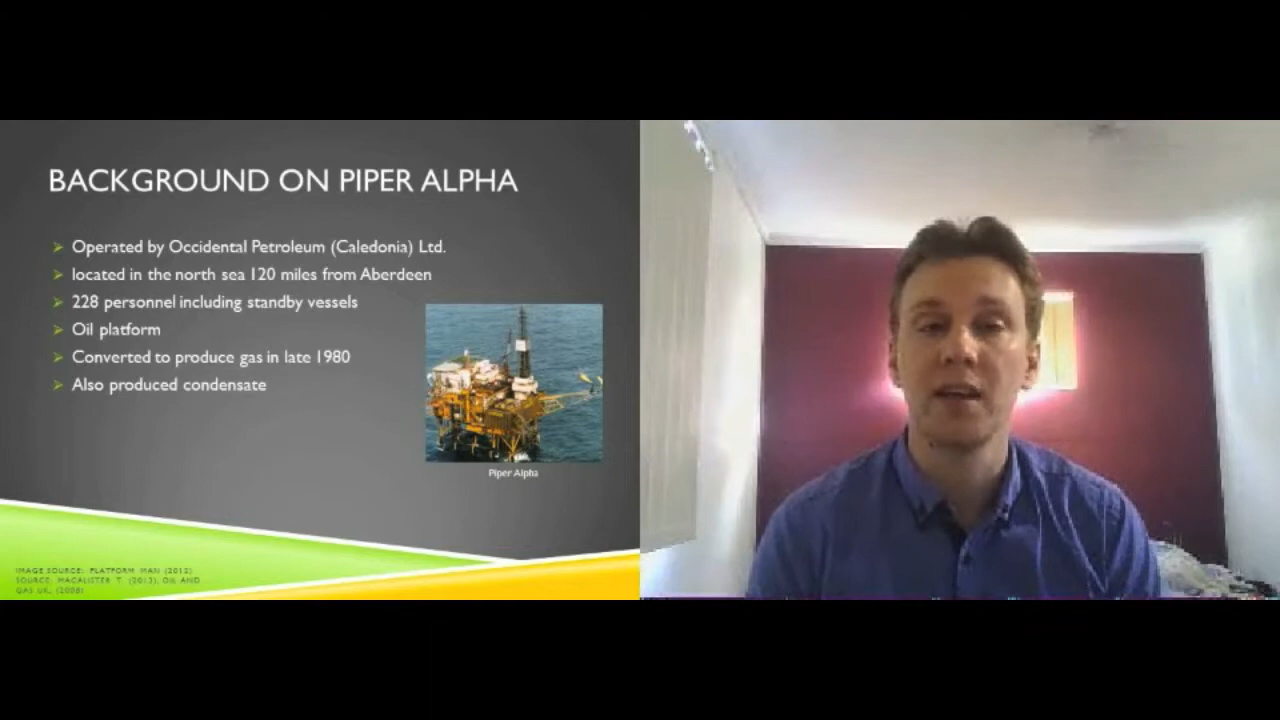 BACKGROUND ON PIPER ALPHA
Operated by Occidental Petroleum (Caledonia) Ltd.
located in the north sea 120 miles from Aberdeen
228 personnel including standby vessels
Oil platform
Converted to produce gas in late 1980
Also produced condensate
Piper Alpha
IMAGE SOURCE: PLATFORM MAN (2012)
SOURCE: MACALISTER T. (2013), OIL AND
GAS UK, (2008)